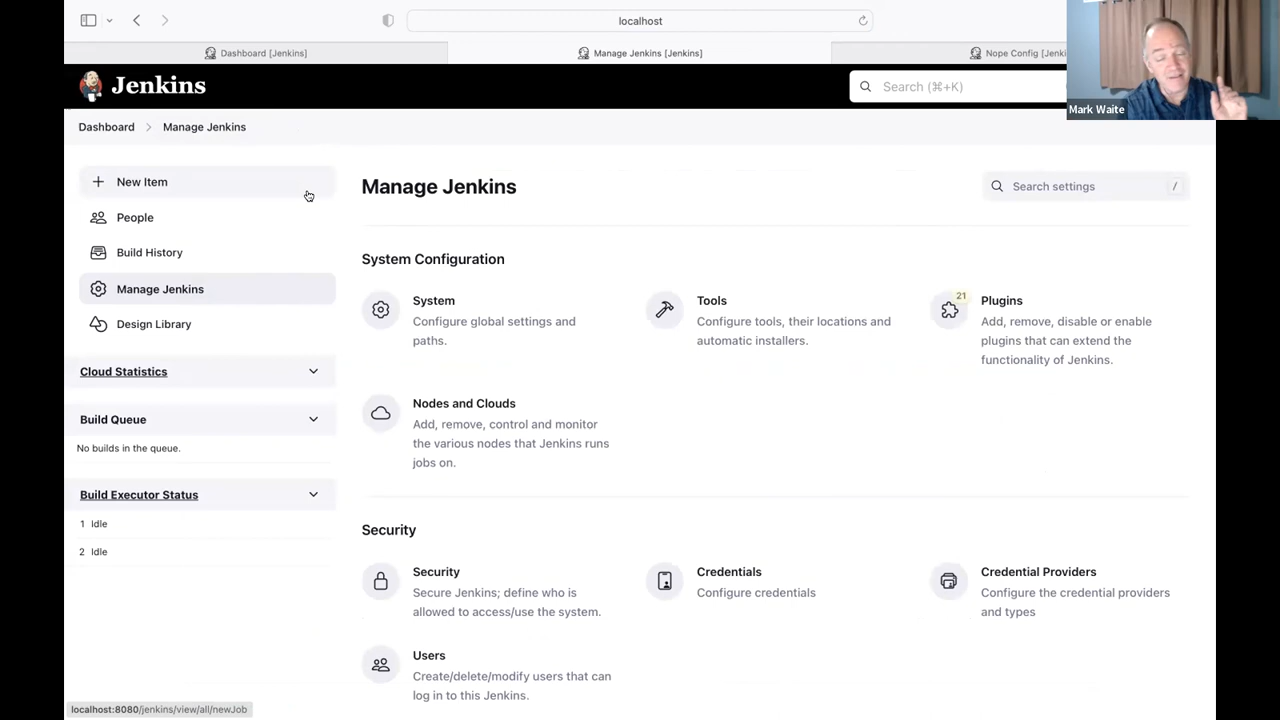 localhost
Dashboard [Jenkins]
Manage Jenkins [Jenkins]
Nope Config [Jenki
Jenkins
Search (⌘+K)
Mark Waite
Dashboard
Manage Jenkins
New Item
People
Build History
Manage Jenkins
Design Library
Cloud Statistics
Build Queue
No builds in the queue.
Build Executor Status
1 Idle
2 Idle
Manage Jenkins
Search settings
/
System Configuration
System
Configure global settings and
paths.
Tools
Configure tools, their locations and
automatic installers.
21
Plugins
Add, remove, disable or enable
plugins that can extend the
functionality of Jenkins.
Nodes and Clouds
Add, remove, control and monitor
the various nodes that Jenkins runs
jobs on.
Security
Security
Secure Jenkins; define who is
allowed to access/use the system.
Credentials
Configure credentials
Credential Providers
Configure the credential providers
and types
Users
Create/delete/modify users that can
log in to this Jenkins.
localhost:8080/jenkins/view/all/newJob